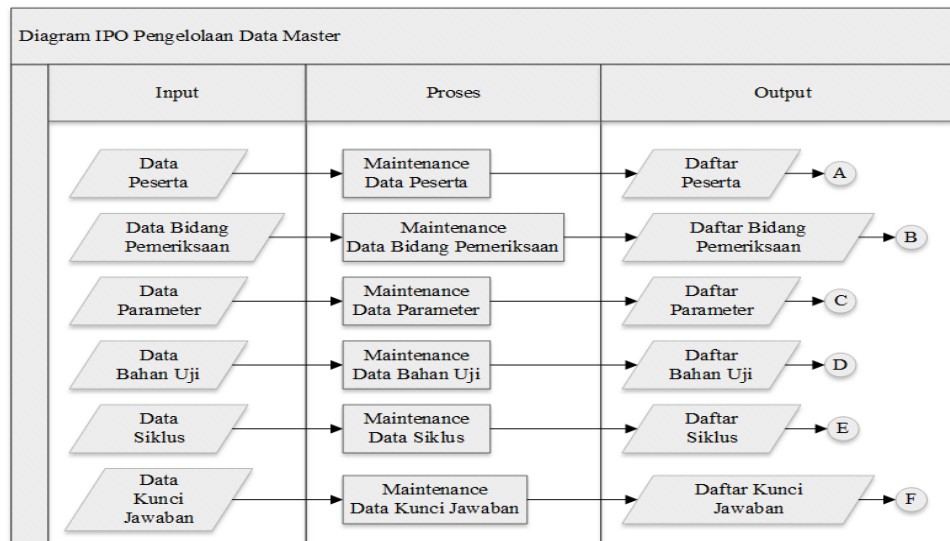 Diagram IPO Pengelolaan Data Master
Input
Proses
Output
Data
Peserta
Maintenance
Data Peserta
Daftar
Peserta
A
Data Bidang
Pemeriksaan
Maintenance
Data Bidang Pemeriksaan
Daftar Bidang
Pemeriksaan
B
Data
Parameter
Maintenance
Data Parameter
Daftar
Parameter
C
Data
Bahan Uji
Maintenance
Data Bahan Uji
Daftar
Bahan Uji
D
Data
Siklus
Maintenance
Data Siklus
Daftar
Siklus
E
Data
Kunci
Jawaban
Maintenance
Data Kunci Jawaban
Daftar Kunci
Jawaban
F